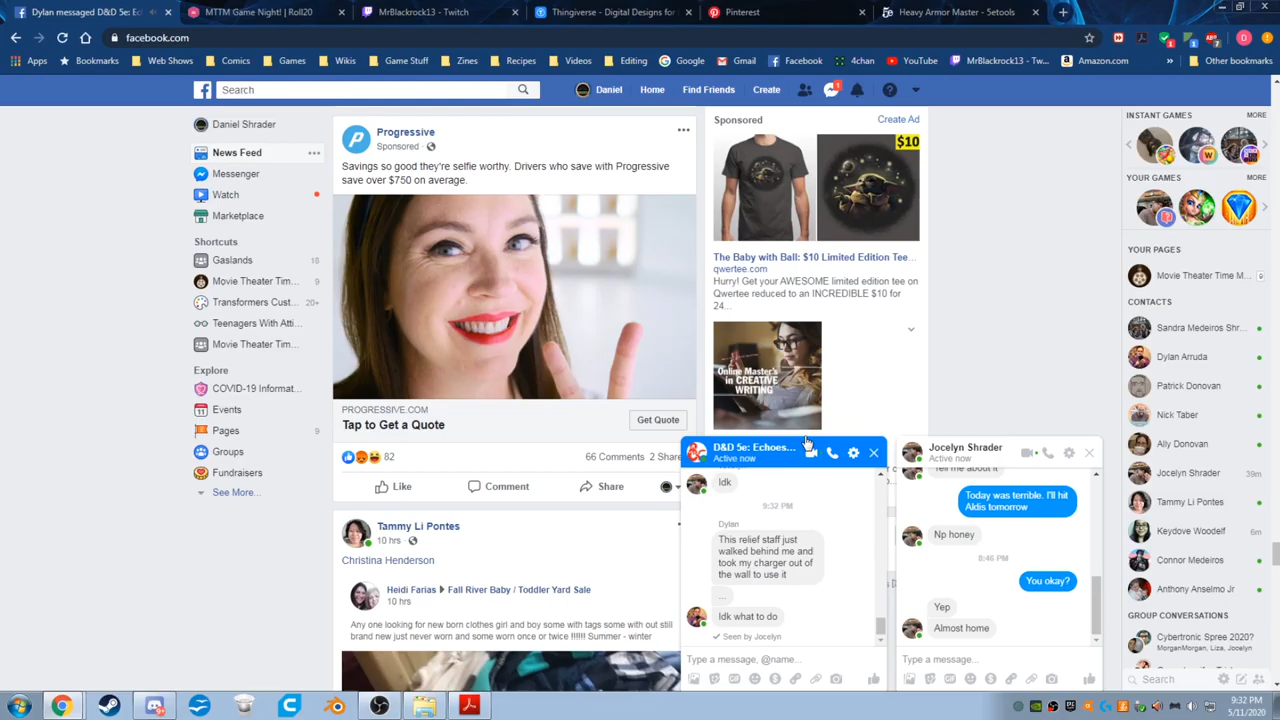 Dylan messaged D&D 5e: Ec
MTTM Game Night! | Roll20
MrBlackrock13 - Twitch
Thingiverse - Digital Designs for
Pinterest
Heavy Armor Master - 5etools
facebook.com
Apps
Bookmarks
Web Shows
Comics
Games
Wikis
Game Stuff
Zines
Recipes
Videos
Editing
Google
Gmail
Facebook
4chan
YouTube
MrBlackrock13 - Tw...
Amazon.com
Other bookmarks
Search
Daniel
Home
Find Friends
Create
Daniel Shrader
News Feed
Messenger
Watch
Marketplace
Shortcuts
Gaslands 18
Movie Theater Time... 9
Transformers Cust... 20+
Teenagers With Atti...
Movie Theater Tim...
Explore
COVID-19 Informat...
Events
Pages 9
Groups
Fundraisers
See More...
Progressive
Sponsored ·
Savings so good they're selfie worthy. Drivers who save with Progressive
save over $750 on average.
PROGRESSIVE.COM
Tap to Get a Quote
Get Quote
82
66 Comments 2 Share
Like
Comment
Share
Tammy Li Pontes
10 hrs ·
Christina Henderson
Heidi Farias ▶ Fall River Baby / Toddler Yard Sale
10 hrs
Any one looking for new born clothes girl and boy some with tags some with out still
brand new just never worn and some worn once or twice !!!!!! Summer - winter
Sponsored
Create Ad
$10
The Baby with Ball: $10 Limited Edition Tee...
qwertee.com
Hurry! Get your AWESOME limited edition tee on
Qwertee reduced to an INCREDIBLE $10 for
24...
Online Master's
in CREATIVE
WRITING
D&D 5e: Echoes...
Active now
Idk
9:32 PM
Dylan
This relief staff just
walked behind me and
took my charger out of
the wall to use it
...
Idk what to do
Seen by Jocelyn
Type a message, @name...
Jocelyn Shrader
Active now
Tell me about it
Today was terrible. I'll hit
Aldis tomorrow
Np honey
8:46 PM
You okay?
Yep
Almost home
Type a message...
INSTANT GAMES
MORE
YOUR GAMES
MORE
YOUR PAGES
Movie Theater Time M...
CONTACTS
Sandra Medeiros Shr...
Dylan Arruda
Patrick Donovan
Nick Taber
Ally Donovan
Jocelyn Shrader 39m
Tammy Li Pontes
Keydove Woodelf 6m
Connor Medeiros
Anthony Anselmo Jr
GROUP CONVERSATIONS
Cybertronic Spree 2020?
MorganMorgan, Liza, Jocelyn
Search
9:32 PM
5/11/2020